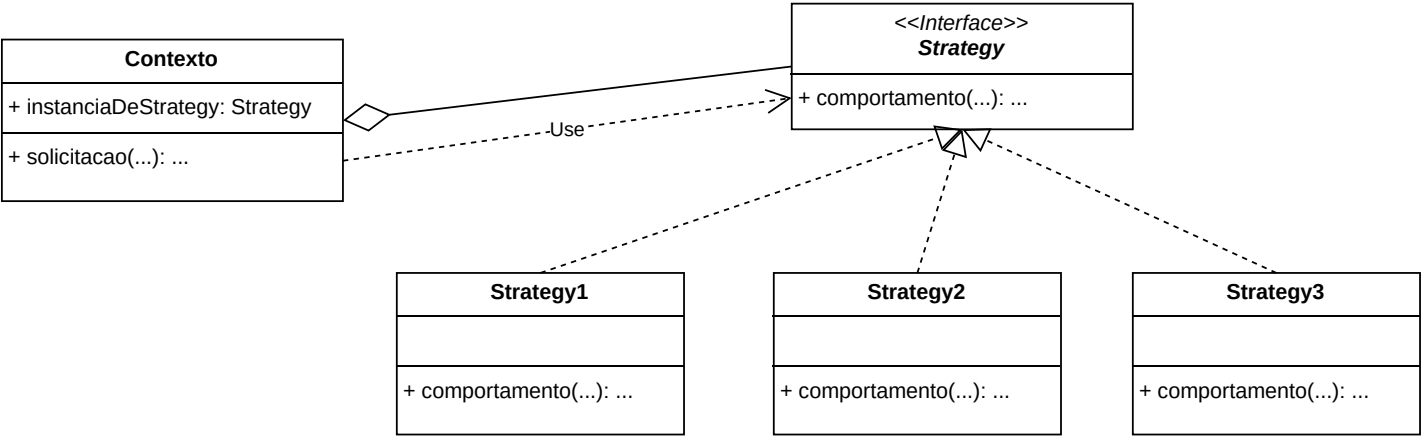 Contexto
+ instanciaDeStrategy: Strategy
+ solicitacao(...): ...
Use
<<Interface>>
Strategy
+ comportamento(...): ...
Strategy1
+ comportamento(...): ...
Strategy2
+ comportamento(...): ...
Strategy3
+ comportamento(...): ...